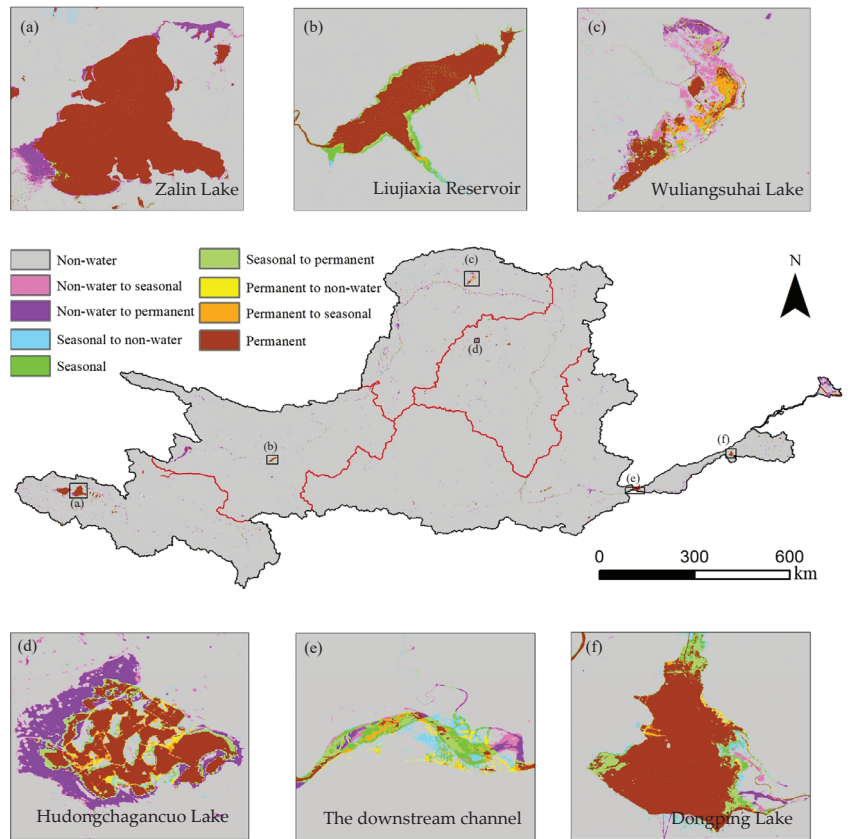 (a)
Zalin Lake
(b)
Liujiaxia Reservoir
(c)
Wuliangsuhai Lake
Non-water
Non-water to seasonal
Non-water to permanent
Seasonal to non-water
Seasonal
Seasonal to permanent
Permanent to non-water
Permanent to seasonal
Permanent
(c)
(d)
(b)
(a)
(e)
(f)
N
0 300 600
km
(d)
Hudongchagancuo Lake
(e)
The downstream channel
(f)
Dongping Lake